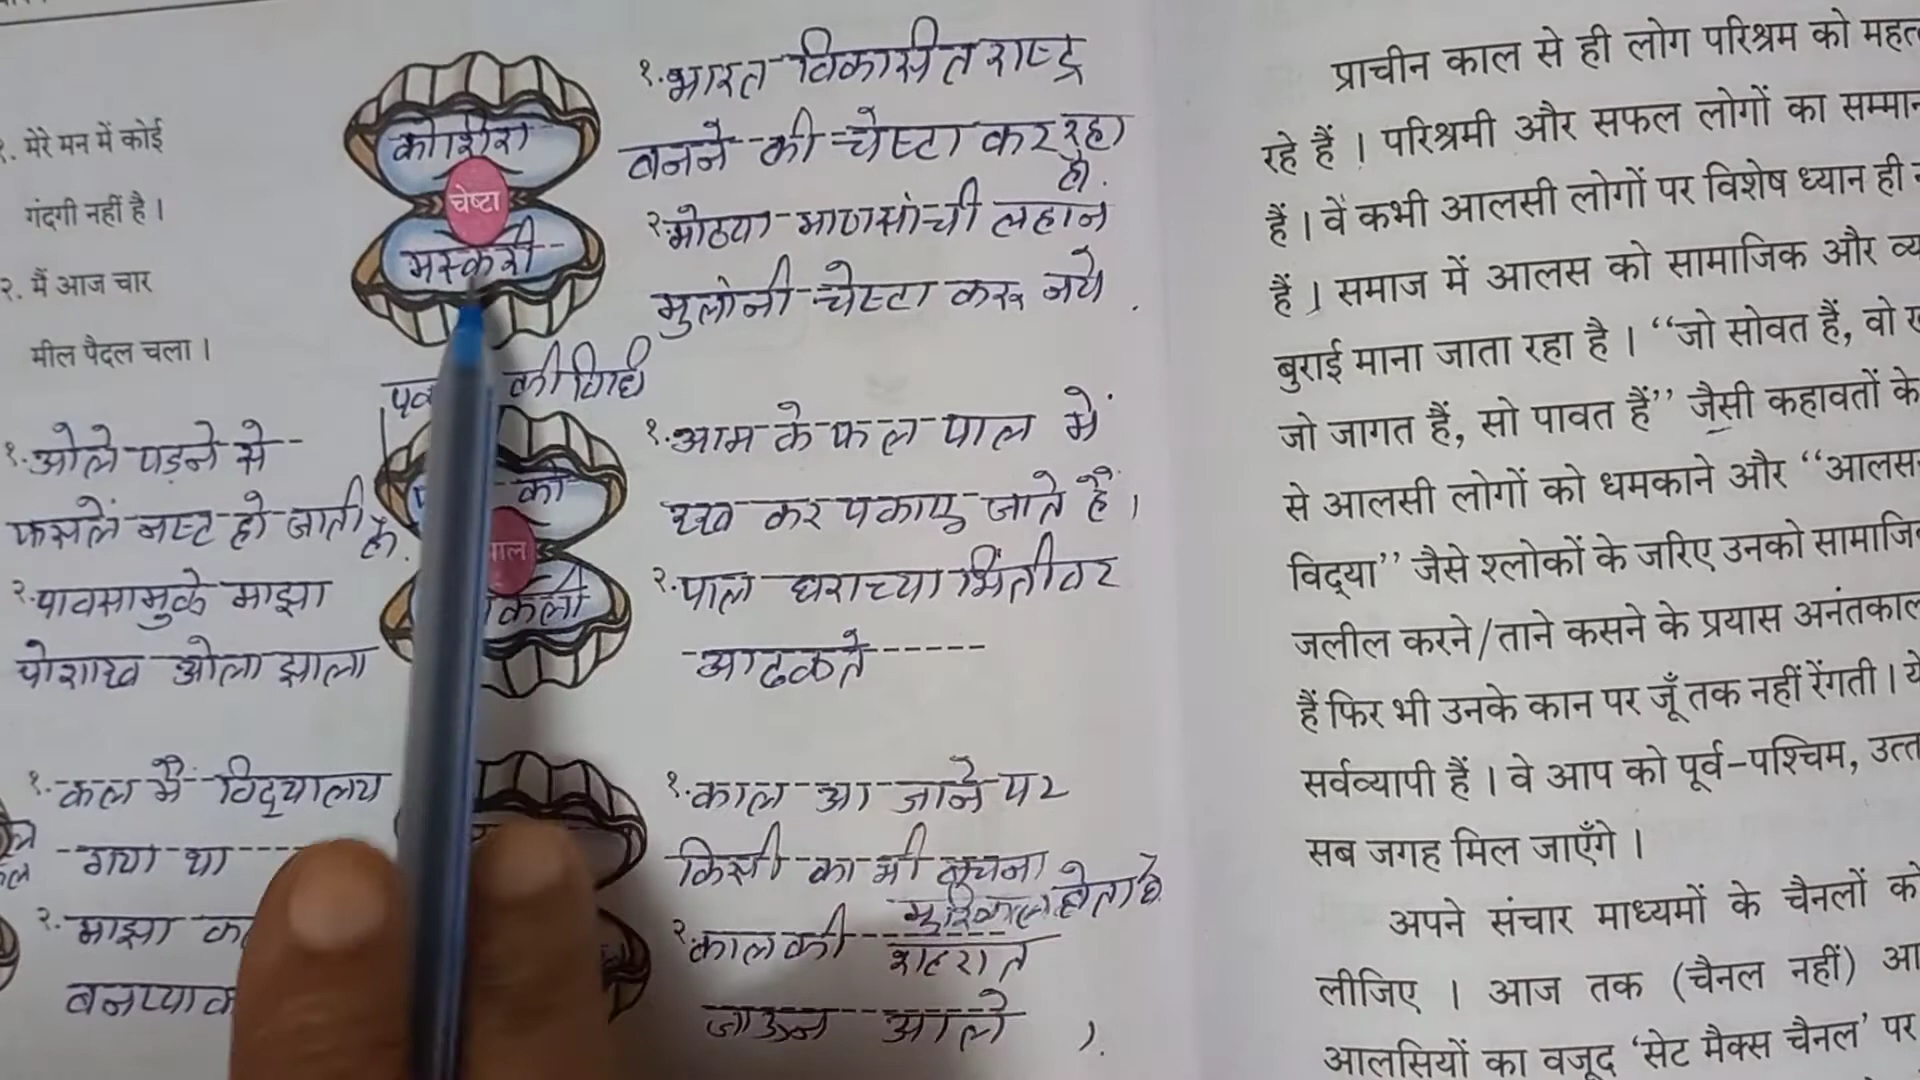 १. मेरे मन में कोई
गंदगी नहीं है ।
२. मैं आज चार
मील पैदल चला ।
१. ओले पड़ने से
फसलें नष्ट हो जाती है.
२. पावसामुळे माझा
पोशाख ओला झाला
१. कल मैं विद्यालय
गया था
२. माझा
कोशिश
चेष्टा
मस्करी
की विधि
को
१. भारत विकासीत राष्ट्र
बनने की चेष्टा कर रहा
है.
२. मोठया माणसांची लहान
मुलांनी चेष्टा करू नये .
१. आम के फल पाल में
रख कर पकाए जाते हैं ।
२. पाल घराच्या भिंतीवर
आढळते
१. काल आ जाने पर
किसी का भी बचना
मुश्किल होता है.
२. काल की
शहरात
जाऊन आले
प्राचीन काल से ही लोग परिश्रम को
रहे हैं । परिश्रमी और सफल लोगों का सम्मान
हैं । वे कभी आलसी लोगों पर विशेष ध्यान ही
हैं । समाज में आलस को सामाजिक और
बुराई माना जाता रहा है । “जो सोवत हैं, वो
जो जागत हैं, सो पावत हैं” जैसी कहावतों के
से आलसी लोगों को धमकाने और “आलस
विद्या” जैसे श्लोकों के जरिए उनको
जलील करने/ताने कसने के प्रयास अनंतकाल
हैं फिर भी उनके कान पर जूँ तक नहीं रेंगती ।
सर्वव्यापी हैं । वे आप को पूर्व-पश्चिम,
सब जगह मिल जाएँगे ।
अपने संचार माध्यमों के चैनलों को
लीजिए । आज तक (चैनल नहीं)
आलसियों का वजूद ‘सेट मैक्स चैनल’ पर